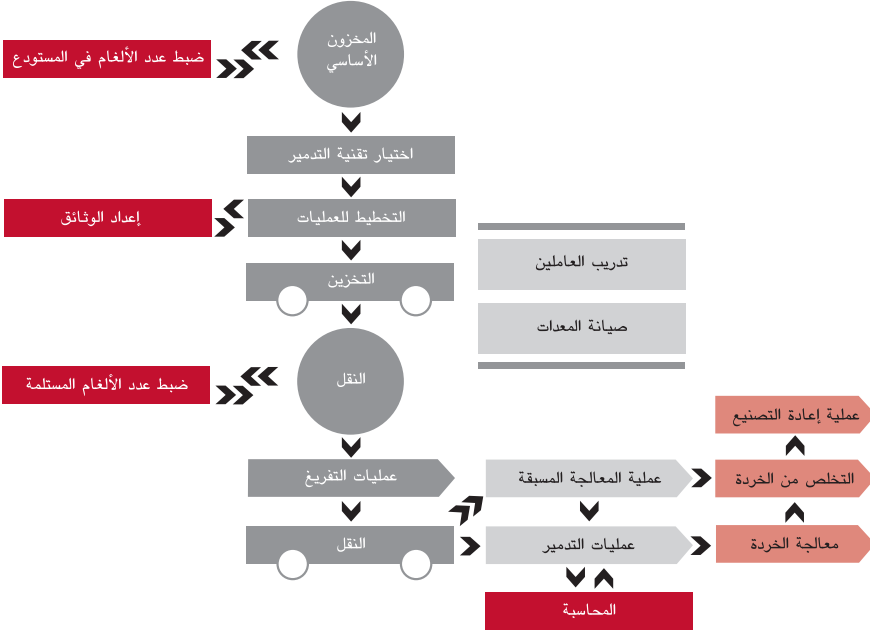 المخزون
الأساسي
ضبط عدد الألغام في المستودع
اختيار تقنية التدمير
التخطيط للعمليات
إعداد الوثائق
تدريب العاملين
التخزين
صيانة المعدات
النقل
ضبط عدد الألغام المستلمة
عملية إعادة التصنيع
عمليات التفريغ
عملية المعالجة المسبقة
التخلص من الخردة
النقل
عمليات التدمير
معالجة الخردة
المحاسبة